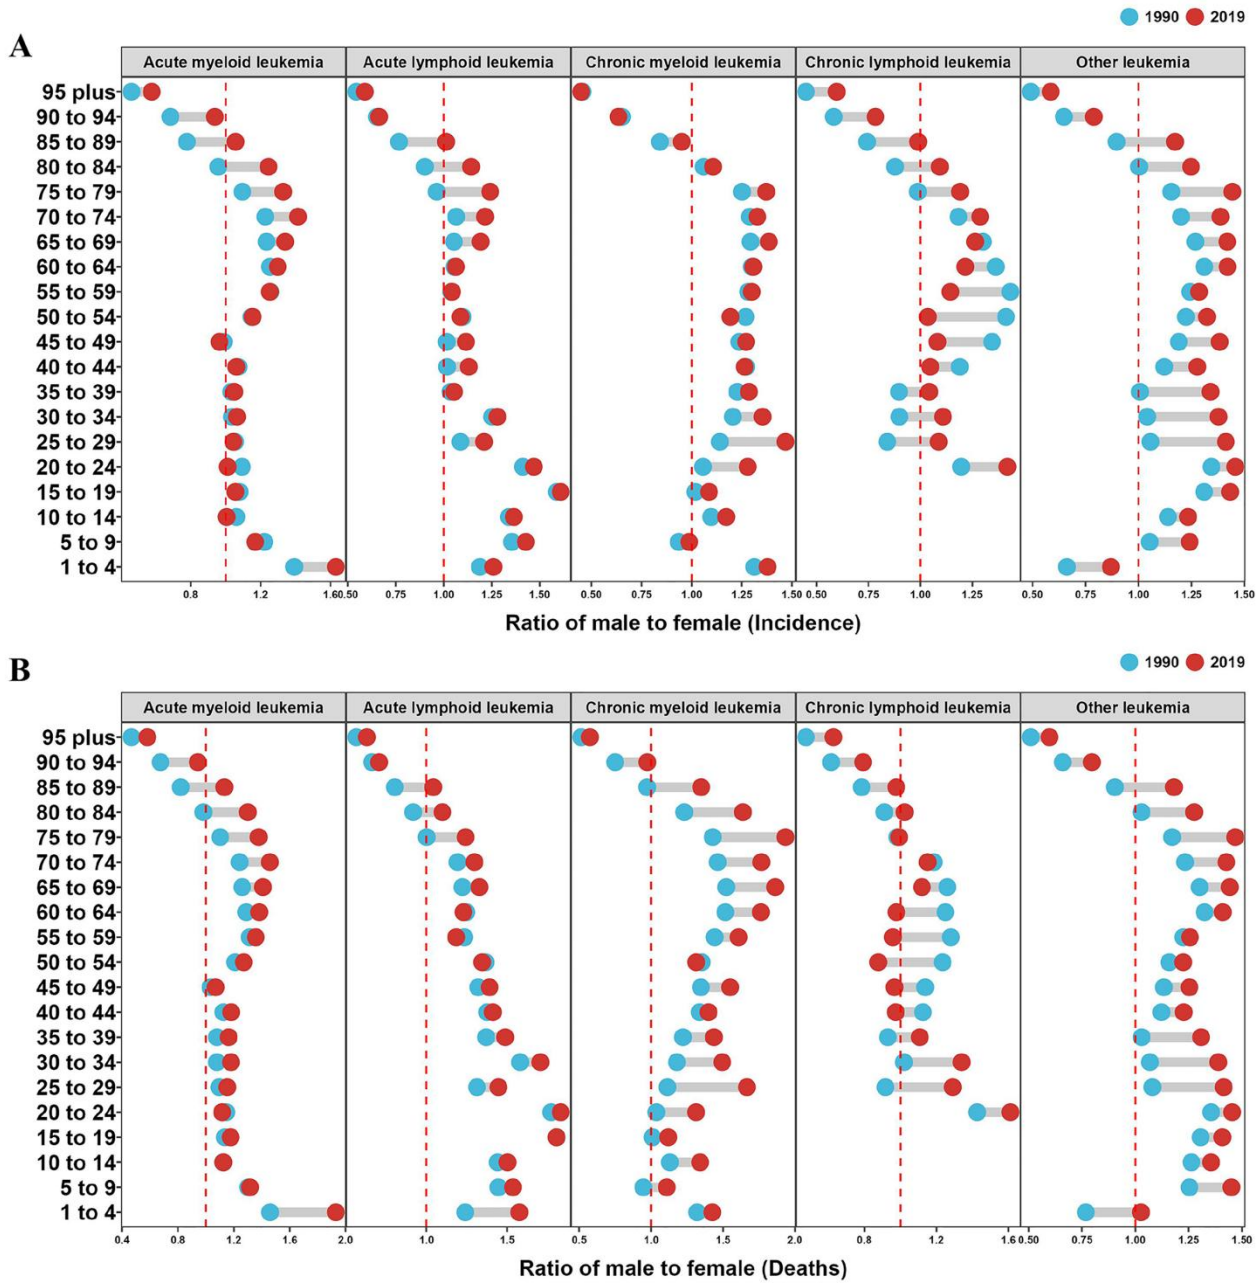 1990 2019
A
Acute myeloid leukemia Acute lymphoid leukemia Chronic myeloid leukemia Chronic lymphoid leukemia Other leukemia
95 plus
90 to 94
85 to 89
80 to 84
75 to 79
70 to 74
65 to 69
60 to 64
55 to 59
50 to 54
45 to 49
40 to 44
35 to 39
30 to 34
25 to 29
20 to 24
15 to 19
10 to 14
5 to 9
1 to 4
0.8 1.2 1.6 0.50 0.75 1.00 1.25 1.50 0.50 0.75 1.00 1.25 1.50 0.50 0.75 1.00 1.25 0.50 0.75 1.00 1.25 1.50
Ratio of male to female (Incidence)
1990 2019
B
Acute myeloid leukemia Acute lymphoid leukemia Chronic myeloid leukemia Chronic lymphoid leukemia Other leukemia
95 plus
90 to 94
85 to 89
80 to 84
75 to 79
70 to 74
65 to 69
60 to 64
55 to 59
50 to 54
45 to 49
40 to 44
35 to 39
30 to 34
25 to 29
20 to 24
15 to 19
10 to 14
5 to 9
1 to 4
0.4 0.8 1.2 1.6 2.0 1.0 1.5 0.5 1.0 1.5 2.0 0.8 1.0 1.2 1.6 0.50 0.75 1.00 1.25 1.50
Ratio of male to female (Deaths)